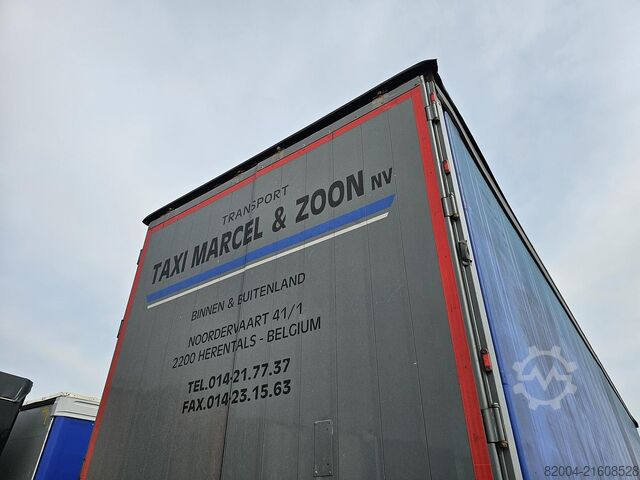 TRANSPORT
TAXI MARCEL & ZOON NV
BINNEN & BUITENLAND
NOORDERVAART 41/1
2200 HERENTALS - BELGIUM
TEL.014-21.77.37
FAX.014-23.15.63
82004-21608528